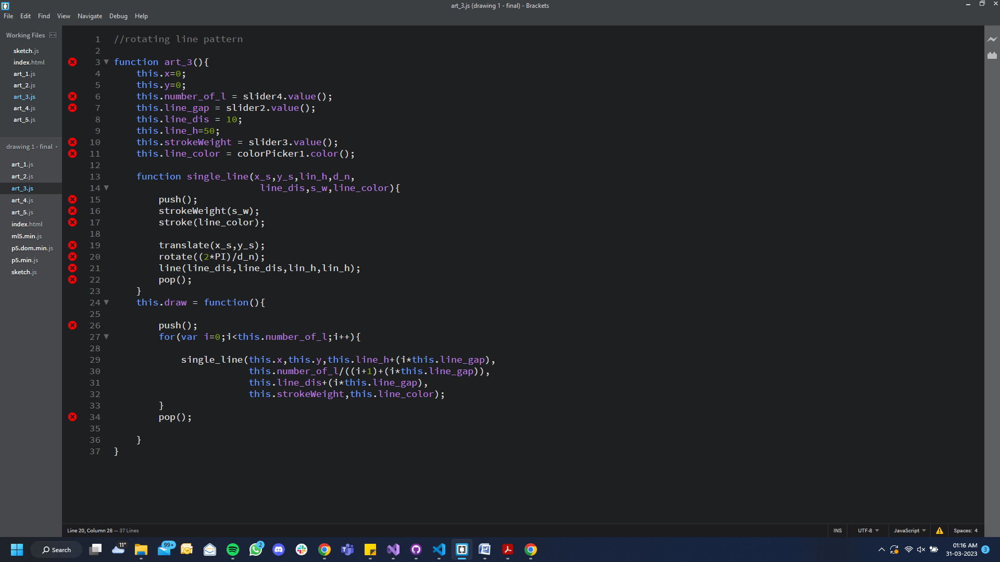 art_3.js (drawing 1 - final) - Brackets
File Edit Find View Navigate Debug Help
Working Files
sketch.js
index.html
art_1.js
art_2.js
art_3.js
art_4.js
art_5.js
drawing 1 - final
art_1.js
art_2.js
art_3.js
art_4.js
art_5.js
index.html
ml5.min.js
p5.dom.min.js
p5.min.js
sketch.js
1 //rotating line pattern
2
3 function art_3(){
4 this.x=0;
5 this.y=0;
6 this.number_of_l = slider4.value();
7 this.line_gap = slider2.value();
8 this.line_dis = 10;
9 this.line_h=50;
10 this.strokeWeight = slider3.value();
11 this.line_color = colorPicker1.color();
12
13 function single_line(x_s,y_s,lin_h,d_n,
14 line_dis,s_w,line_color){
15 push();
16 strokeWeight(s_w);
17 stroke(line_color);
18
19 translate(x_s,y_s);
20 rotate((2*PI)/d_n);
21 line(line_dis,line_dis,lin_h,lin_h);
22 pop();
23 }
24 this.draw = function(){
25
26 push();
27 for(var i=0;i<this.number_of_l;i++){
28
29 single_line(this.x,this.y,this.line_h+(i*this.line_gap),
30 this.number_of_l/((i+1)+(i*this.line_gap)),
31 this.line_dis+(i*this.line_gap),
32 this.strokeWeight,this.line_color);
33 }
34 pop();
35
36 }
37 }
Line 20, Column 28 — 37 Lines
INS UTF-8 JavaScript Spaces: 4
Search
11°
99+
2
01:16 AM
31-03-2023
3